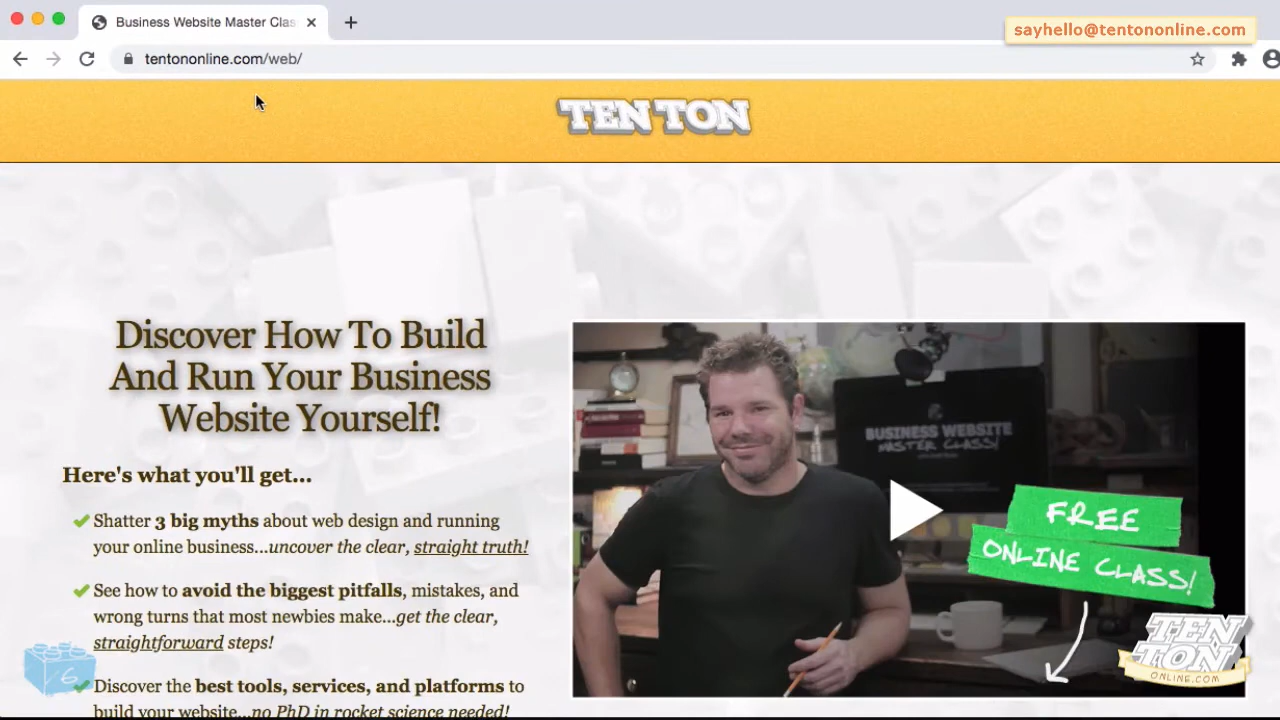 Business Website Master Clas
sayhello@tentononline.com
tentononline.com/web/
TEN TON
Discover How To Build
And Run Your Business
Website Yourself!
Here's what you'll get...
Shatter 3 big myths about web design and running
your online business...uncover the clear, straight truth!
See how to avoid the biggest pitfalls, mistakes, and
wrong turns that most newbies make...get the clear,
straightforward steps!
Discover the best tools, services, and platforms to
build your website...no PhD in rocket science needed!
BUSINESS WEBSITE
MASTER CLASS!
FREE
ONLINE CLASS!
TEN
TON
ONLINE.COM
6